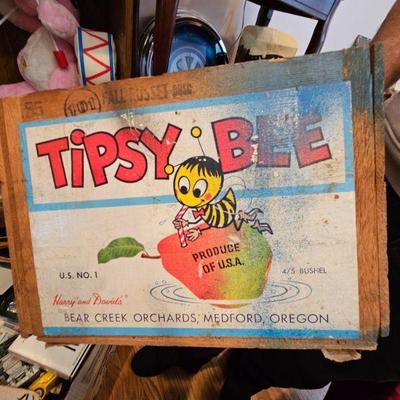 TIPSY BEE
PRODUCE
OF U.S.A.
U.S. NO. 1
4/5 BUSHEL
Harry and David's
BEAR CREEK ORCHARDS, MEDFORD, OREGON